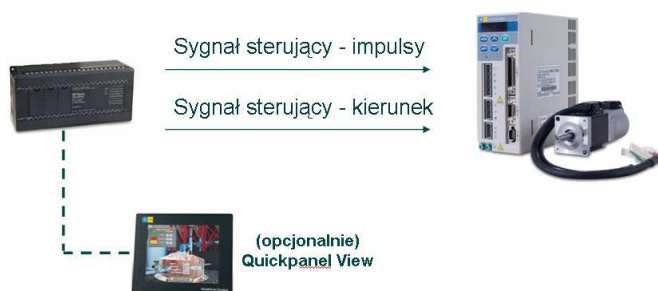 Sygnał sterujący - impulsy
Sygnał sterujący - kierunek
(opcjonalnie)
Quickpanel View